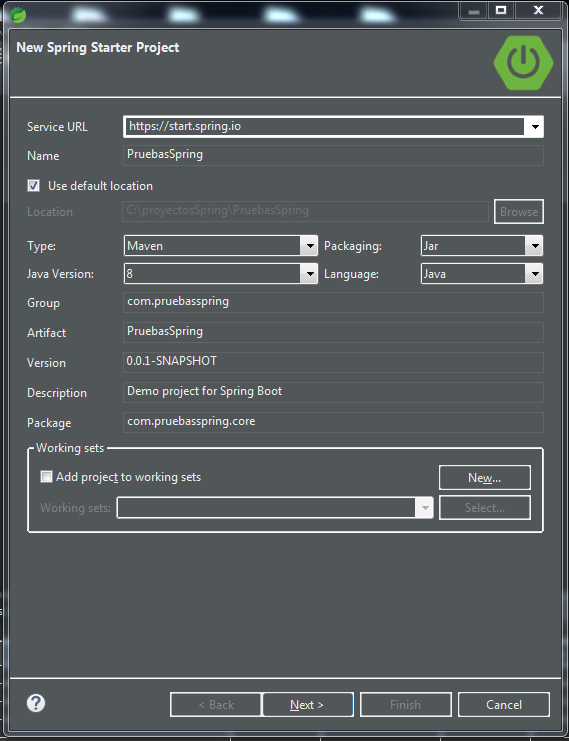 New Spring Starter Project
Service URL https://start.spring.io
Name PruebasSpring
Use default location
Location C:\proyectosSpring\PruebasSpring Browse
Type: Maven Packaging: Jar
Java Version: 8 Language: Java
Group com.pruebasspring
Artifact PruebasSpring
Version 0.0.1-SNAPSHOT
Description Demo project for Spring Boot
Package com.pruebasspring.core
Working sets
Add project to working sets New...
Working sets: Select...
? < Back Next > Finish Cancel